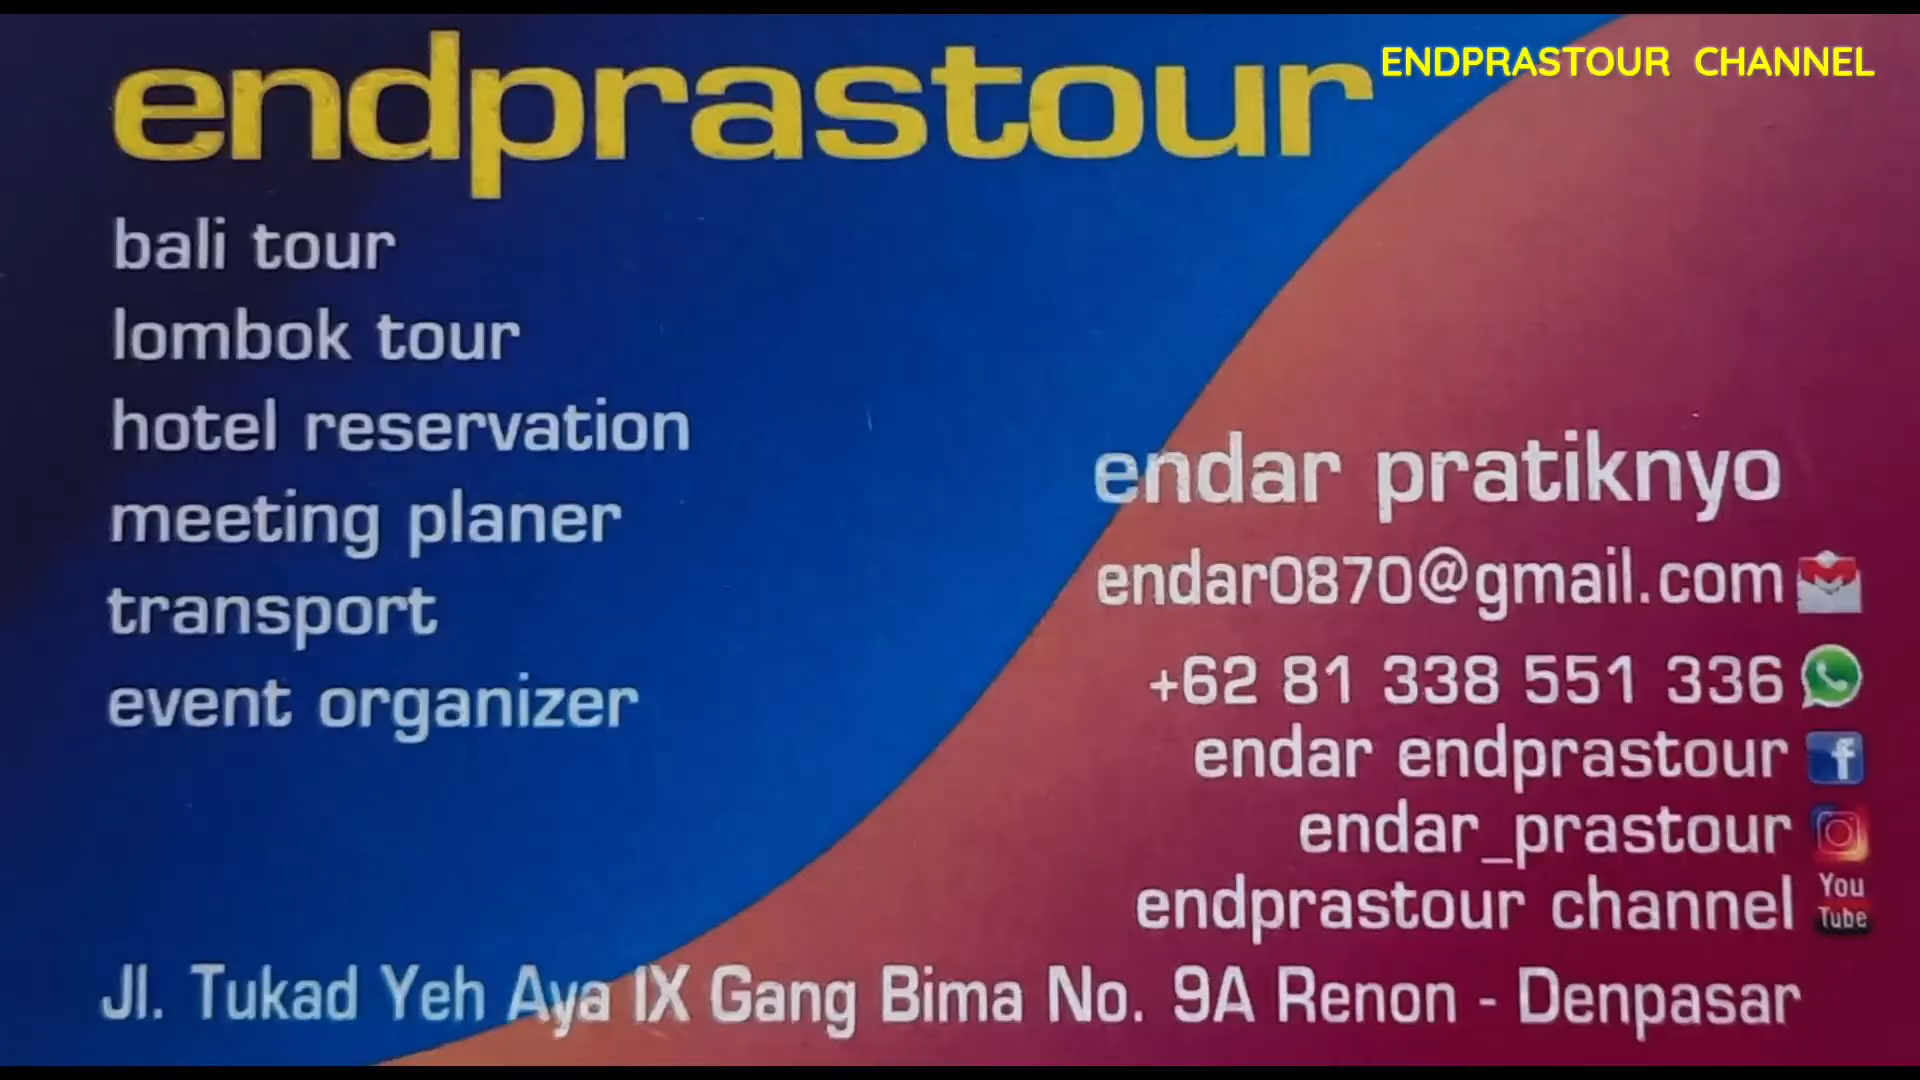 endprastour
ENDPRASTOUR CHANNEL
bali tour
lombok tour
hotel reservation
meeting planer
transport
event organizer
endar pratiknyo
endar0870@gmail.com
+62 81 338 551 336
endar endprastour
endar_prastour
endprastour channel
You
Tube
Jl. Tukad Yeh Aya IX Gang Bima No. 9A Renon - Denpasar